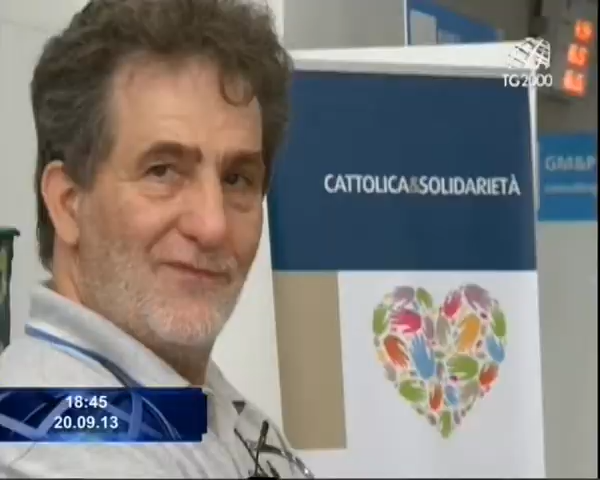 TG2000
CATTOLICA&SOLIDARIETÀ
GM&P
18:45
20.09.13